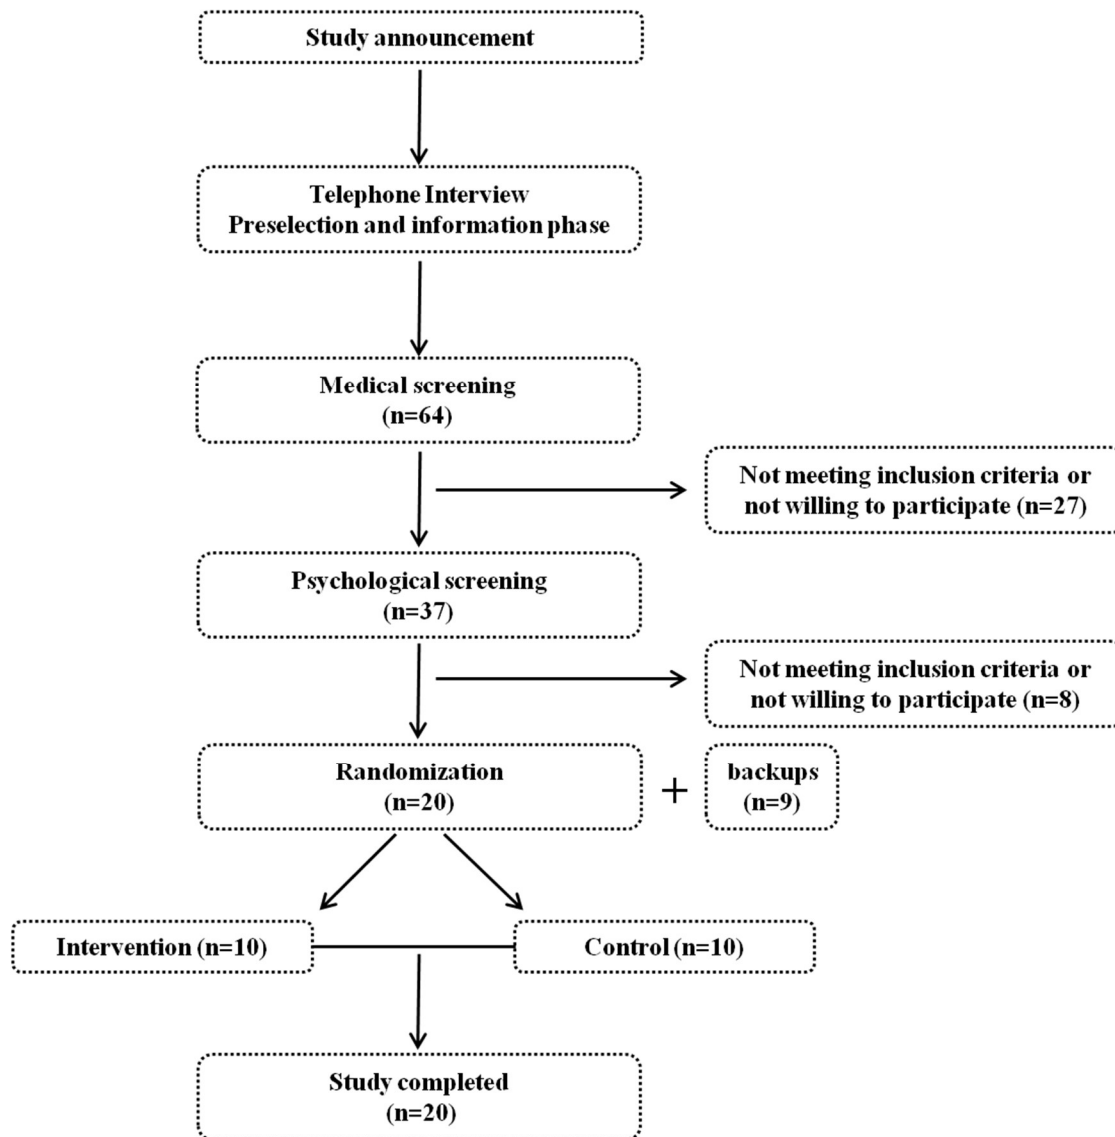 Study announcement
Telephone Interview
Preselection and information phase
Medical screening
(n=64)
Not meeting inclusion criteria or
not willing to participate (n=27)
Psychological screening
(n=37)
Not meeting inclusion criteria or
not willing to participate (n=8)
Randomization
(n=20)
+
backups
(n=9)
Intervention (n=10)
Control (n=10)
Study completed
(n=20)